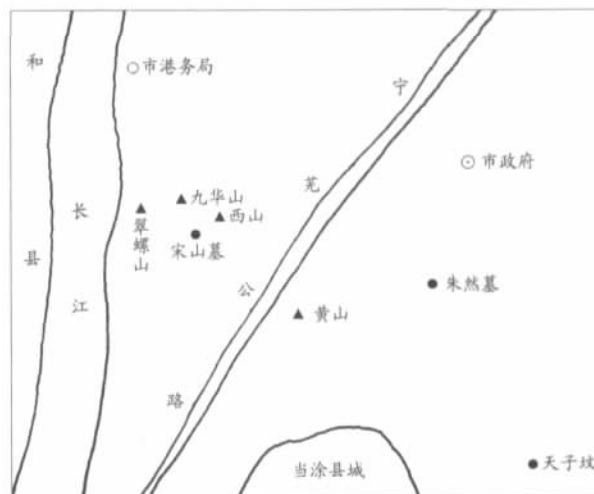 和
县
长
江
市港务局
宁
芜
公
路
市政府
九华山
西山
翠螺山
宋山墓
朱然墓
黄山
当涂县城
天子坟